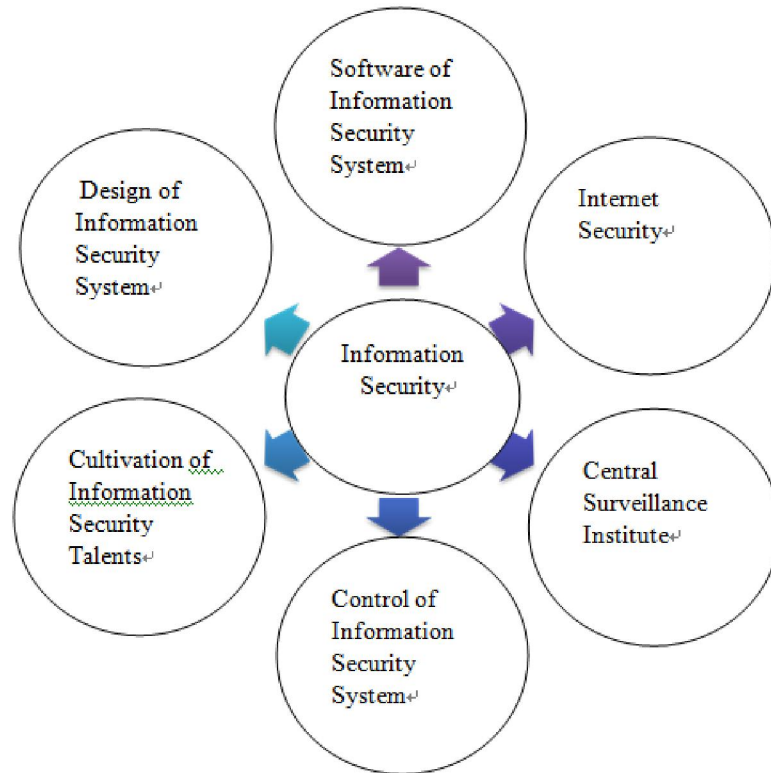 Software of
Information
Security
System↵
Design of
Information
Security
System↵
Internet
Security↵
Information
Security↵
Cultivation of
Information
Security
Talents↵
Central
Surveillance
Institute↵
Control of
Information
Security
System↵